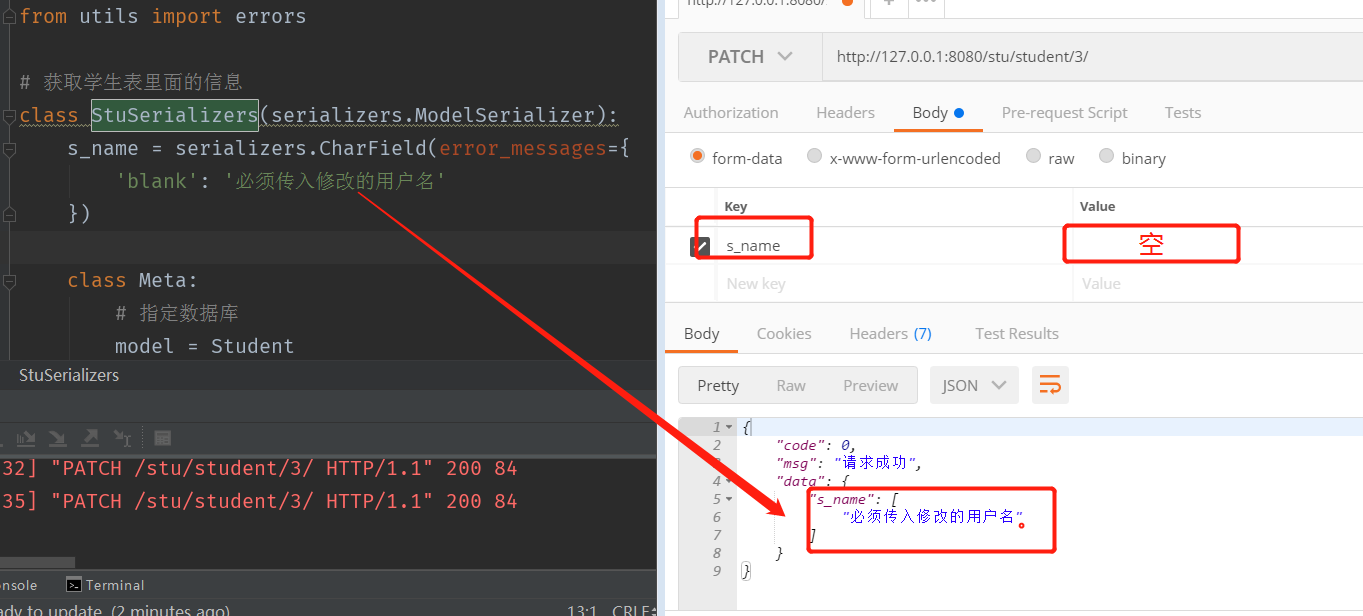 from utils import errors
# 获取学生表里面的信息
class StuSerializers(serializers.ModelSerializer):
s_name = serializers.CharField(error_messages={
'blank': '必须传入修改的用户名'
})
class Meta:
# 指定数据库
model = Student
StuSerializers
32] "PATCH /stu/student/3/ HTTP/1.1" 200 84
35] "PATCH /stu/student/3/ HTTP/1.1" 200 84
nsole Terminal
ady to update. (2 minutes ago) 13:1 CRLF
http://127.0.0.1:8080/
PATCH http://127.0.0.1:8080/stu/student/3/
Authorization Headers Body Pre-request Script Tests
form-data x-www-form-urlencoded raw binary
Key Value
s_name 空
New key Value
Body Cookies Headers (7) Test Results
Pretty Raw Preview JSON
1 {
2 "code": 0,
3 "msg": "请求成功",
4 "data": {
5 "s_name": [
6 "必须传入修改的用户名"。
7 ]
8 }
9 }